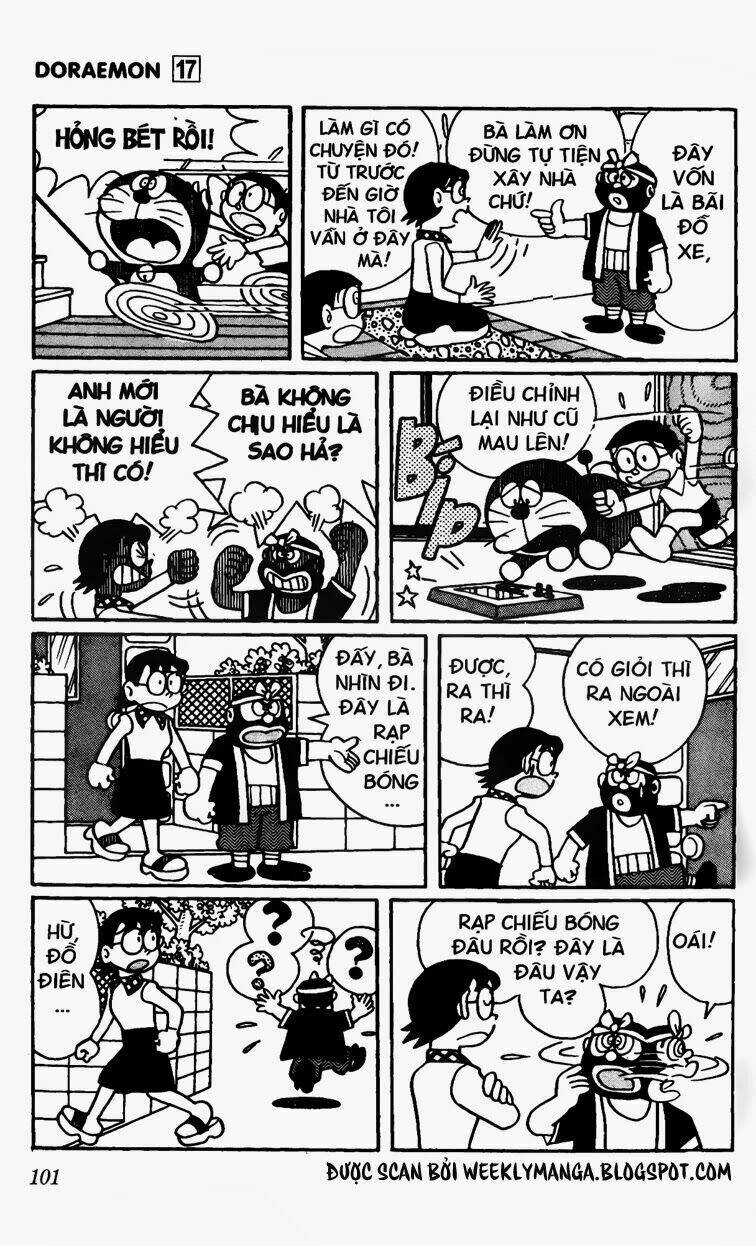 DORAEMON 17
ĐÂY
VỐN
LÀ BÃI
ĐỖ
XE,
BÀ LÀM ƠN
ĐỪNG TỰ TIỆN
XÂY NHÀ
CHỨ!
LÀM GÌ CÓ
CHUYỆN ĐÓ!
TỪ TRƯỚC
ĐẾN GIỜ
NHÀ TÔI
VẪN Ở ĐÂY
MÀ!
HỎNG BÉT RỒI!
ĐIỀU CHỈNH
LẠI NHƯ CŨ
MAU LÊN!
Bíp
Bíp
BÀ KHÔNG
CHỊU HIỂU LÀ
SAO HẢ?
ANH MỚI
LÀ NGƯỜI
KHÔNG HIỂU
THÌ CÓ!
CÓ GIỎI THÌ
RA NGOÀI
XEM!
ĐƯỢC,
RA THÌ
RA!
ĐẤY, BÀ
NHÌN ĐI.
ĐÂY LÀ
RẠP
CHIẾU
BÓNG
...
OÁI!
RẠP CHIẾU BÓNG
ĐÂU RỒI? ĐÂY LÀ
ĐÂU VẬY
TA?
? ? ?
HỪ,
ĐỒ
ĐIÊN
...
101
ĐƯỢC SCAN BỞI WEEKLYMANGA.BLOGSPOT.COM